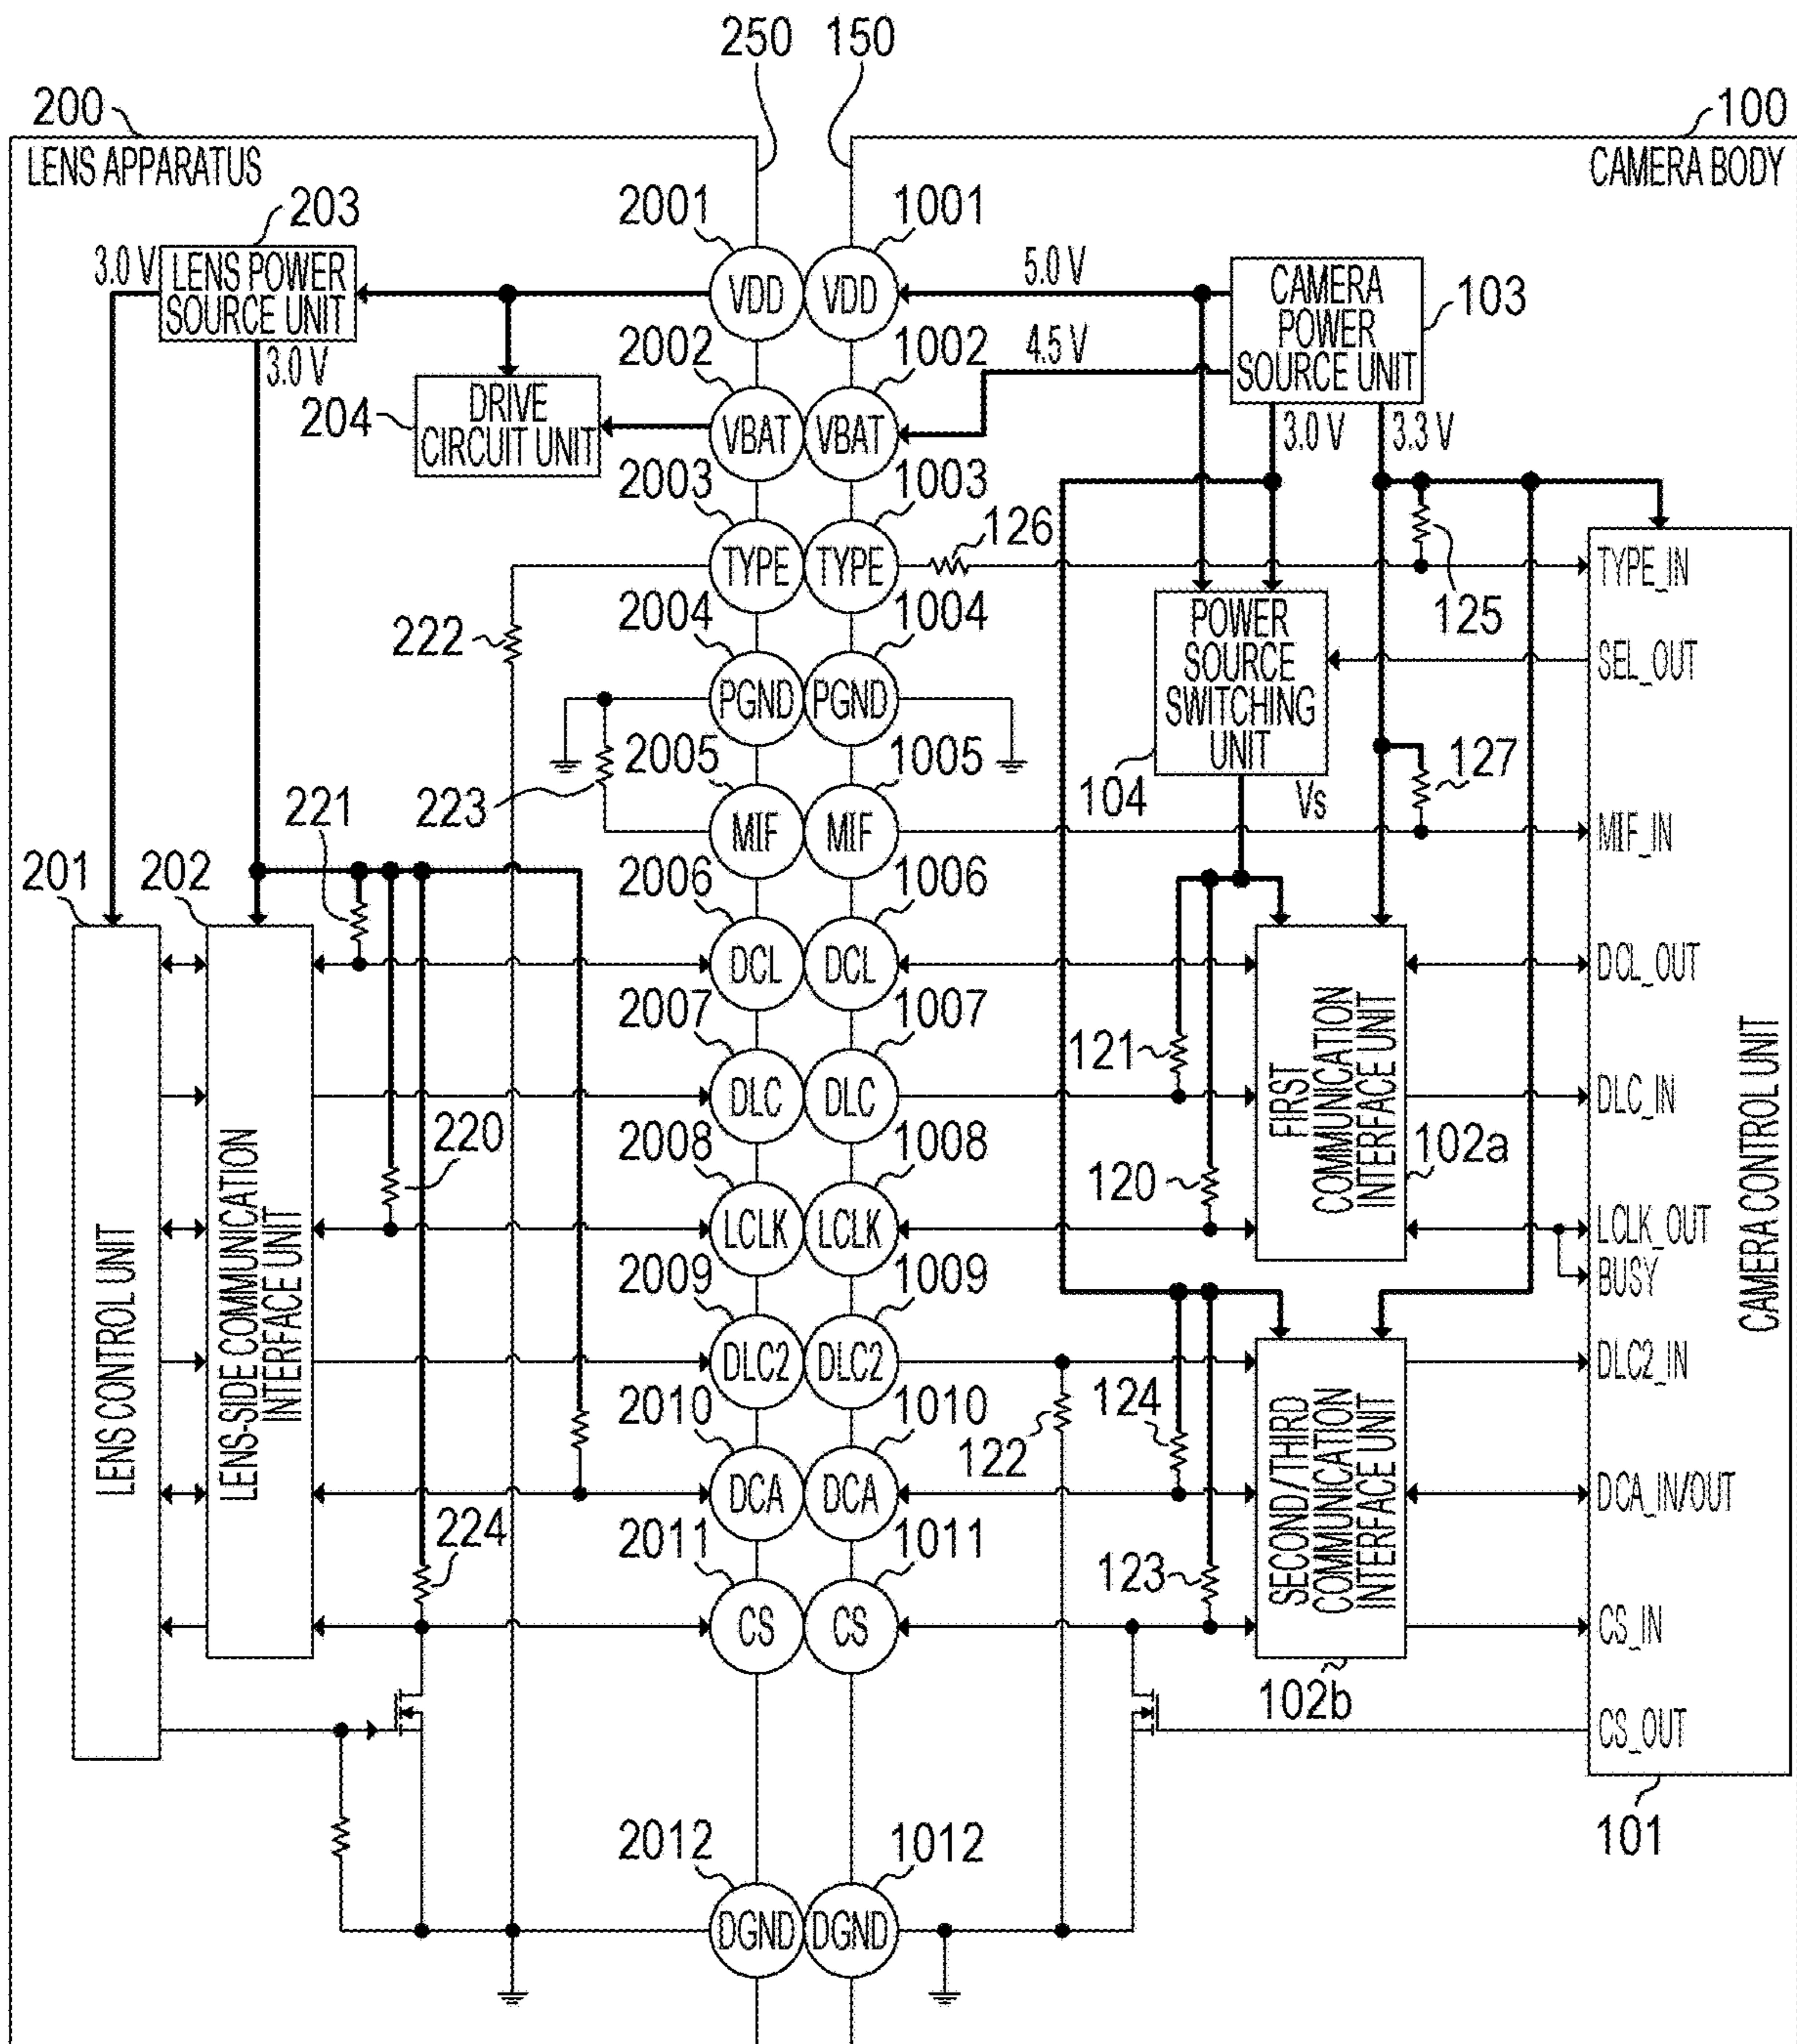 250 150
200 100
LENS APPARATUS CAMERA BODY
203 2001 1001
3.0 V LENS POWER SOURCE UNIT VDD VDD 5.0 V CAMERA POWER SOURCE UNIT 103
3.0 V 2002 1002 4.5 V
204 DRIVE CIRCUIT UNIT VBAT VBAT 3.0 V 3.3 V
2003 1003 126
TYPE TYPE TYPE_IN
222 2004 1004 125
POWER SOURCE SWITCHING UNIT SEL_OUT
PGND PGND
223 2005 1005 104 Vs 127
221 MIF MIF MIF_IN
201 202 2006 1006
DCL DCL DCL_OUT
2007 1007 121
DLC DLC FIRST COMMUNICATION INTERFACE UNIT DLC_IN
220 2008 1008 120 102a
LCLK LCLK LCLK_OUT
BUSY
LENS CONTROL UNIT LENS-SIDE COMMUNICATION INTERFACE UNIT CAMERA CONTROL UNIT
2009 1009
DLC2 DLC2 DLC2_IN
2010 1010 122 124
DCA DCA SECOND/THIRD COMMUNICATION INTERFACE UNIT DCA_IN/OUT
224 2011 1011 123
CS CS CS_IN
102b
CS_OUT
101
2012 1012
DGND DGND